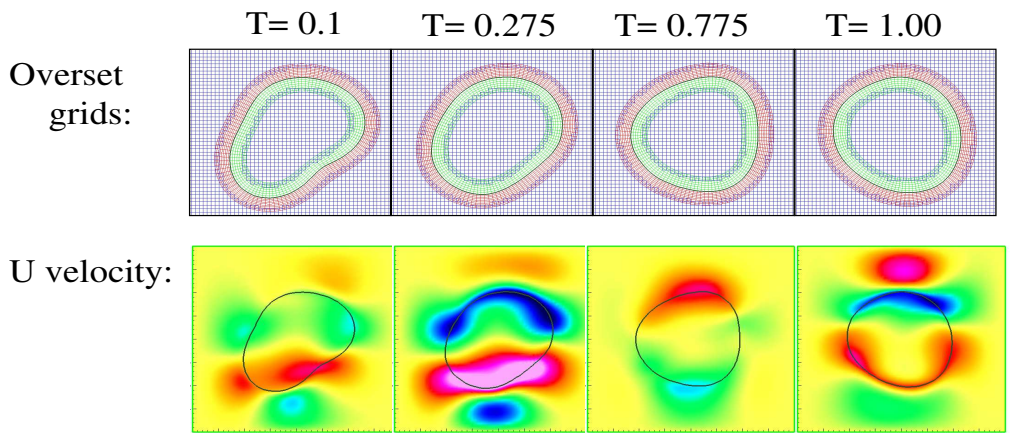 T= 0.1 T= 0.275 T= 0.775 T= 1.00
Overset
grids:
U velocity: